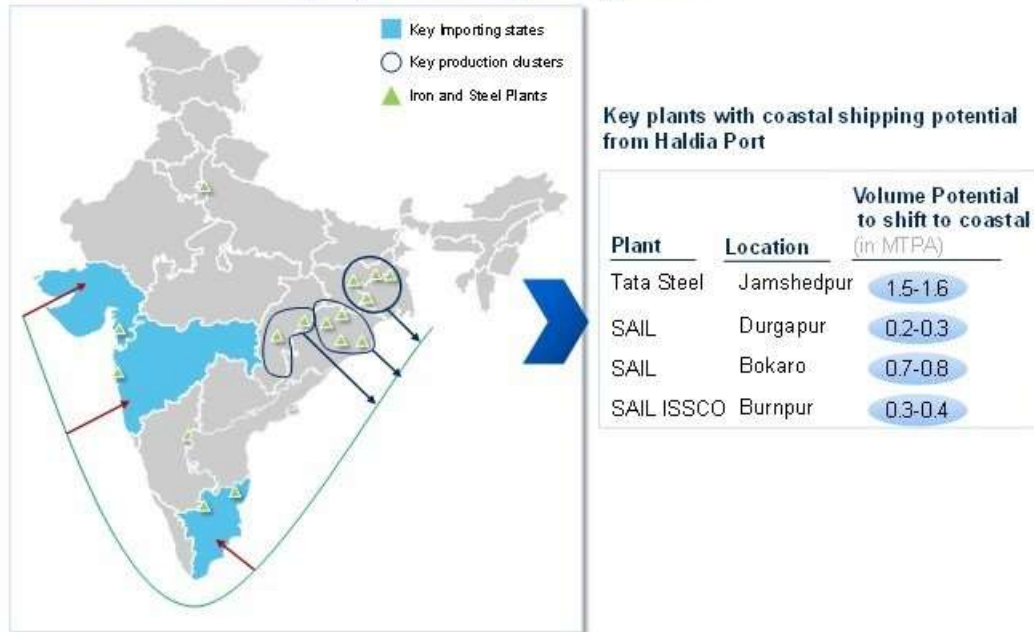 Key Importing states
Key production clusters
Iron and Steel Plants
Key plants with coastal shipping potential
from Haldia Port
Volume Potential
to shift to coastal
Plant Location (in MTPA)
Tata Steel Jamshedpur 1.5-1.6
SAIL Durgapur 0.2-0.3
SAIL Bokaro 0.7-0.8
SAIL ISSCO Burnpur 0.3-0.4